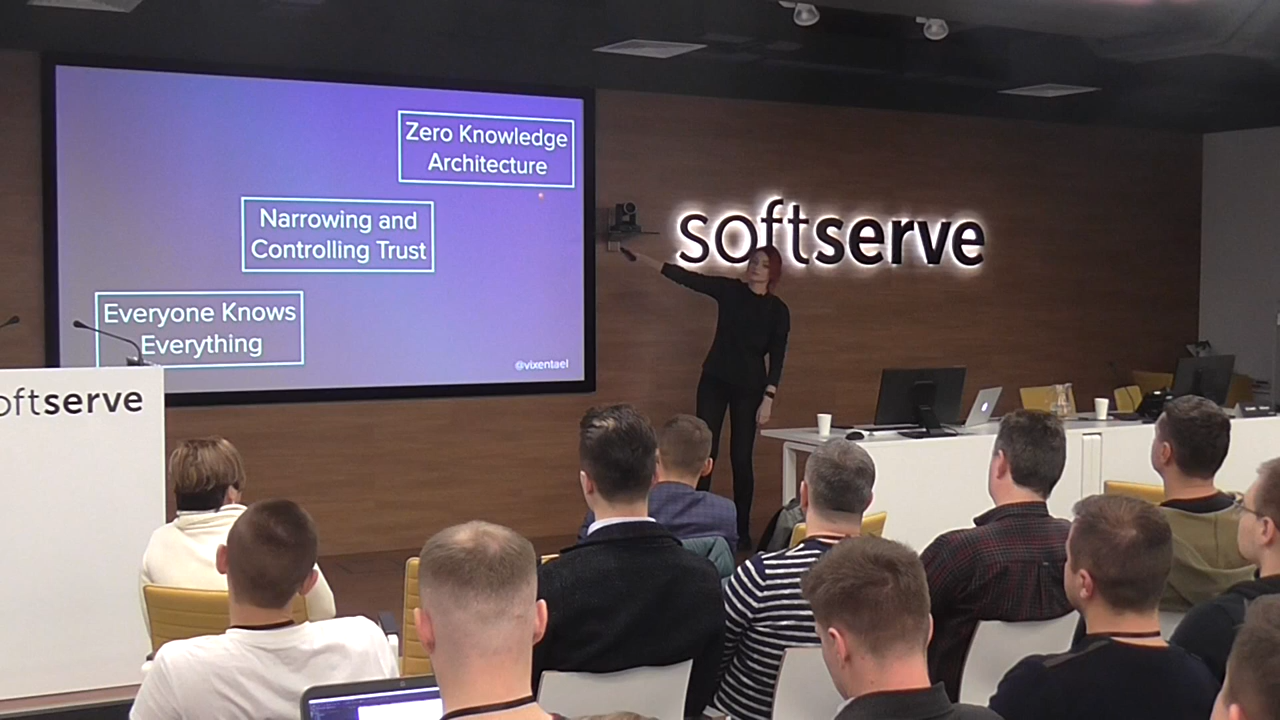 Zero Knowledge
Architecture
Narrowing and
Controlling Trust
Everyone Knows
Everything
@vixentael
softserve
oftserve